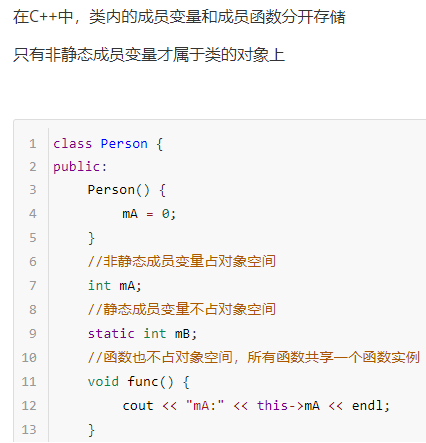 在C++中，类内的成员变量和成员函数分开存储
只有非静态成员变量才属于类的对象上
1 class Person {
2 public:
3     Person() {
4         mA = 0;
5     }
6     //非静态成员变量占对象空间
7     int mA;
8     //静态成员变量不占对象空间
9     static int mB;
10     //函数也不占对象空间，所有函数共享一个函数实例
11     void func() {
12         cout << "mA:" << this->mA << endl;
13     }